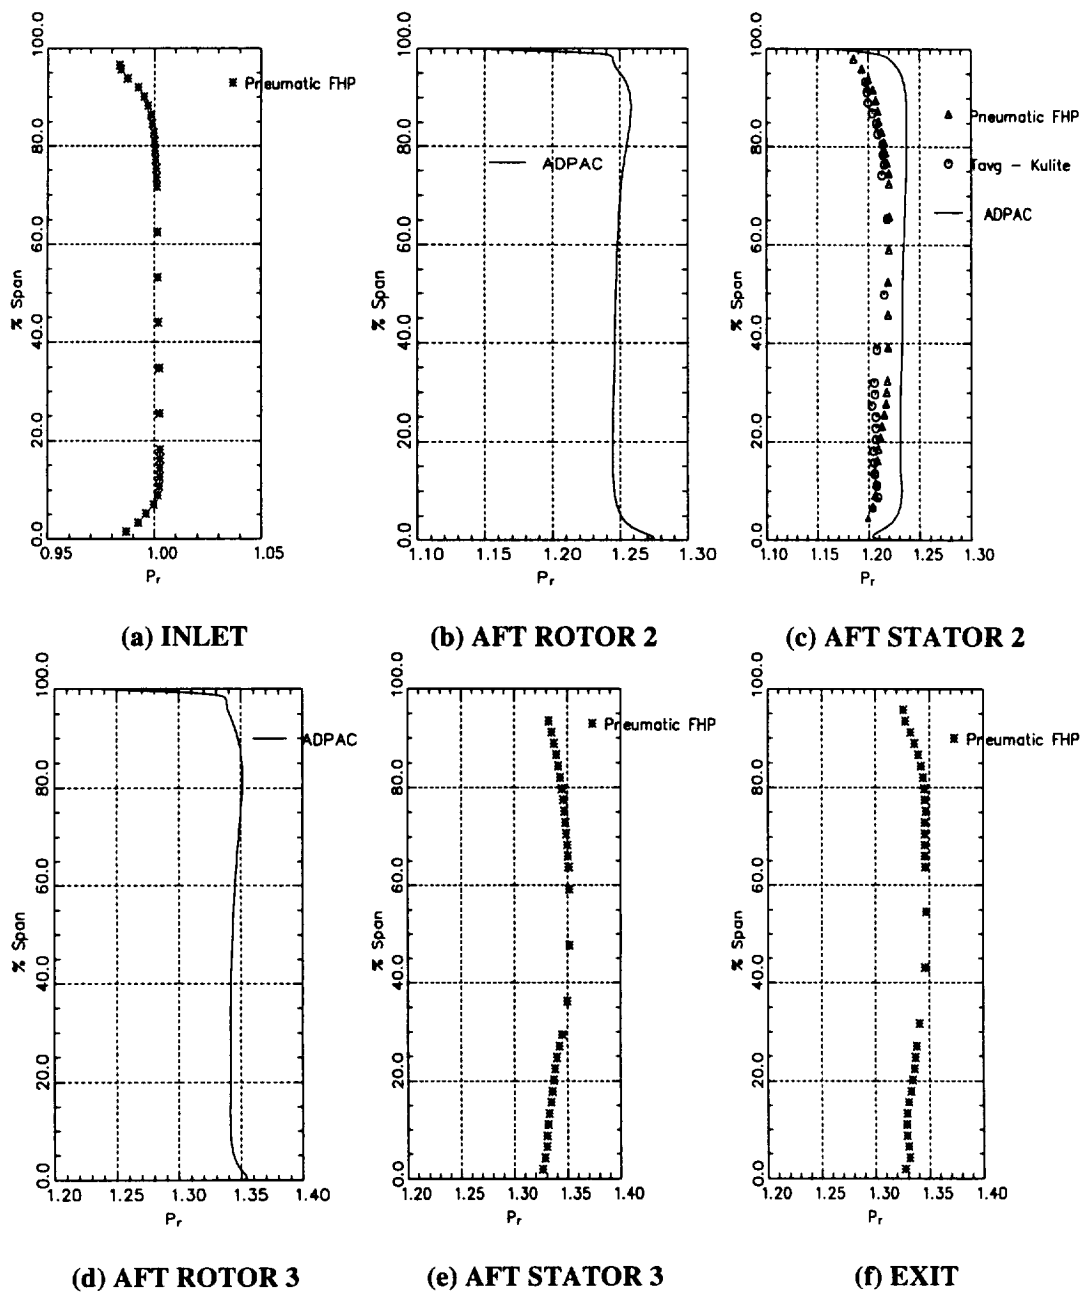 100.0
80.0
60.0
% Span
40.0
20.0
0.0
0.95 1.00 1.05
Pr
✳ Pneumatic FHP
(a) INLET
100.0
80.0
60.0
% Span
40.0
20.0
0.0
1.10 1.15 1.20 1.25 1.30
Pr
ADPAC
(b) AFT ROTOR 2
100.0
80.0
60.0
% Span
40.0
20.0
0.0
1.10 1.15 1.20 1.25 1.30
Pr
Pneumatic FHP
Tavg - Kulite
ADPAC
(c) AFT STATOR 2
100.0
80.0
60.0
% Span
40.0
20.0
0.0
1.20 1.25 1.30 1.35 1.40
Pr
ADPAC
(d) AFT ROTOR 3
100.0
80.0
60.0
% Span
40.0
20.0
0.0
1.20 1.25 1.30 1.35 1.40
Pr
Pneumatic FHP
(e) AFT STATOR 3
100.0
80.0
60.0
% Span
40.0
20.0
0.0
1.20 1.25 1.30 1.35 1.40
Pr
Pneumatic FHP
(f) EXIT